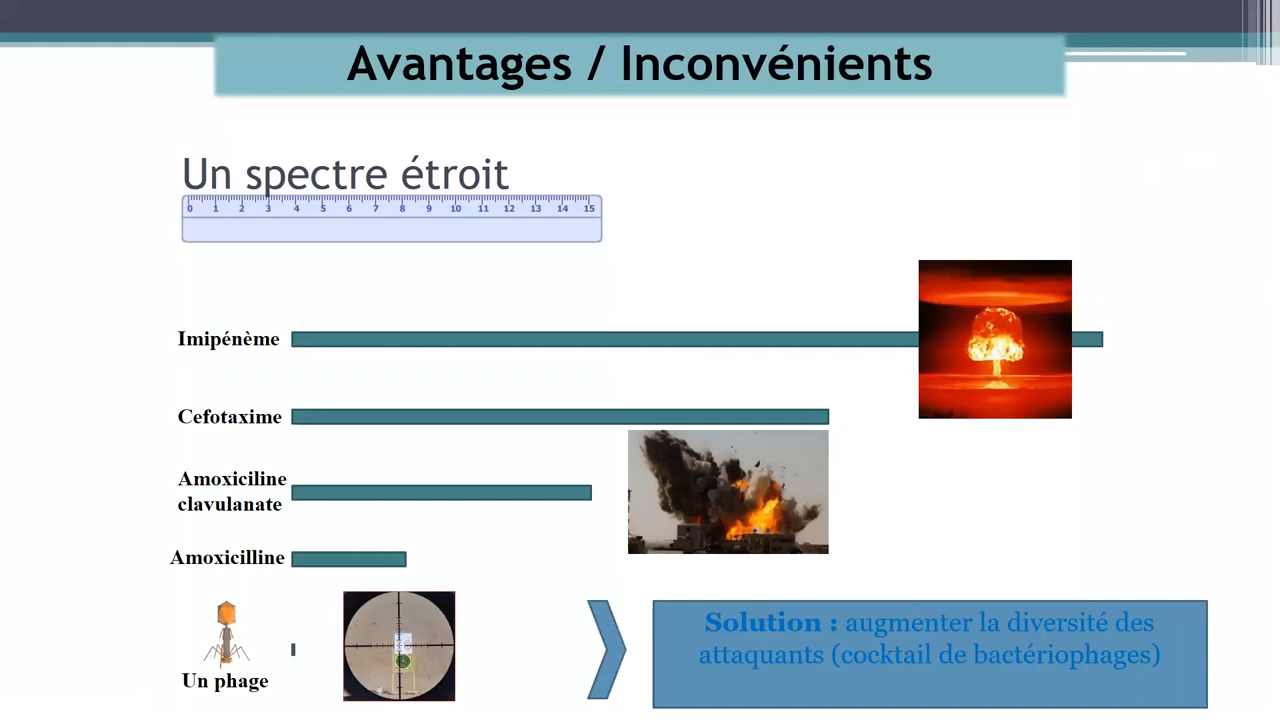 Avantages / Inconvénients
Un spectre étroit
0 1 2 3 4 5 6 7 8 9 10 11 12 13 14 15
Imipénème
Cefotaxime
Amoxiciline
clavulanate
Amoxicilline
Un phage
Solution : augmenter la diversité des
attaquants (cocktail de bactériophages)